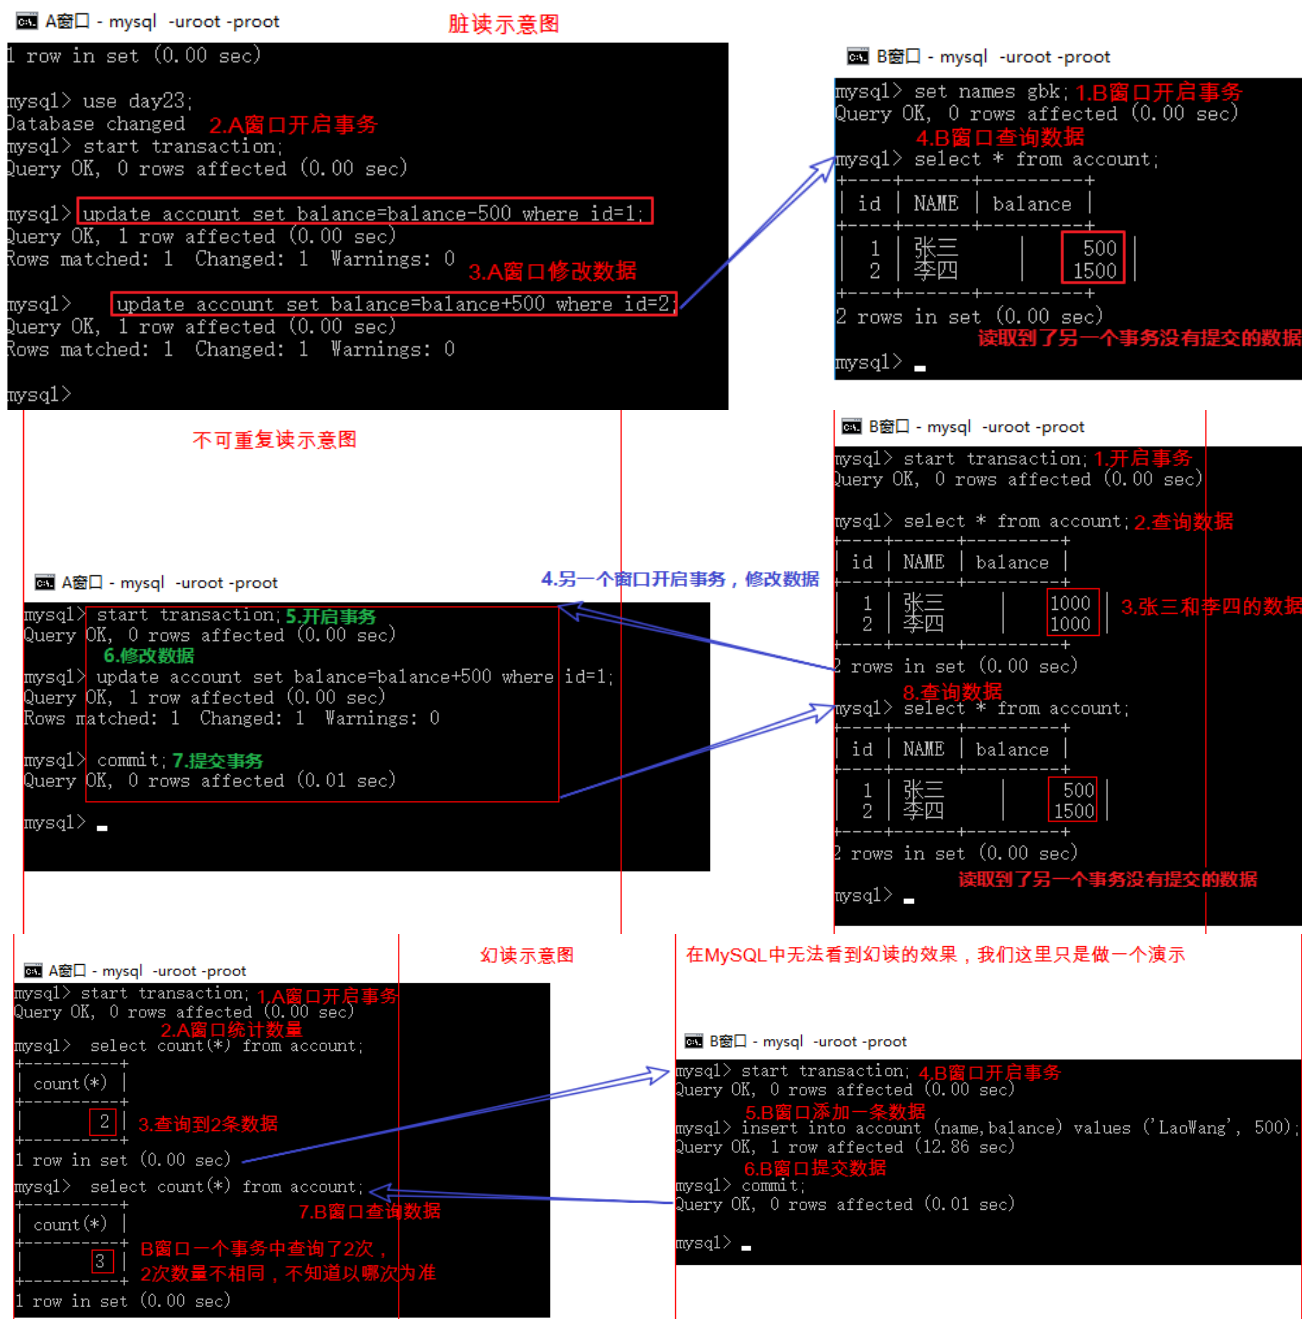 A窗口 - mysql  -uroot -proot
脏读示意图
1 row in set (0.00 sec)
mysql> use day23;
Database changed
2.A窗口开启事务
mysql> start transaction;
Query OK, 0 rows affected (0.00 sec)
mysql> update account set balance=balance-500 where id=1;
Query OK, 1 row affected (0.00 sec)
Rows matched: 1  Changed: 1  Warnings: 0
3.A窗口修改数据
mysql>    update account set balance=balance+500 where id=2;
Query OK, 1 row affected (0.00 sec)
Rows matched: 1  Changed: 1  Warnings: 0
mysql>
B窗口 - mysql  -uroot -proot
mysql> set names gbk; 1.B窗口开启事务
Query OK, 0 rows affected (0.00 sec)
4.B窗口查询数据
mysql> select * from account;
+----+------+---------+
| id | NAME | balance |
+----+------+---------+
| 1 | 张三 | 500 |
| 2 | 李四 | 1500 |
+----+------+---------+
2 rows in set (0.00 sec)
读取到了另一个事务没有提交的数据
mysql>
不可重复读示意图
B窗口 - mysql  -uroot -proot
mysql> start transaction; 1.开启事务
Query OK, 0 rows affected (0.00 sec)
mysql> select * from account; 2.查询数据
+----+------+---------+
| id | NAME | balance |
+----+------+---------+
| 1 | 张三 | 1000 |
| 2 | 李四 | 1000 |
3.张三和李四的数据
+----+------+---------+
2 rows in set (0.00 sec)
4.另一个窗口开启事务，修改数据
A窗口 - mysql  -uroot -proot
mysql> start transaction; 5.开启事务
Query OK, 0 rows affected (0.00 sec)
6.修改数据
mysql> update account set balance=balance+500 where id=1;
Query OK, 1 row affected (0.00 sec)
Rows matched: 1  Changed: 1  Warnings: 0
mysql> commit; 7.提交事务
Query OK, 0 rows affected (0.01 sec)
mysql>
8.查询数据
mysql> select * from account;
+----+------+---------+
| id | NAME | balance |
+----+------+---------+
| 1 | 张三 | 500 |
| 2 | 李四 | 1500 |
+----+------+---------+
2 rows in set (0.00 sec)
读取到了另一个事务没有提交的数据
mysql>
幻读示意图
在MySQL中无法看到幻读的效果，我们这里只是做一个演示
A窗口 - mysql  -uroot -proot
mysql> start transaction; 1.A窗口开启事务
Query OK, 0 rows affected (0.00 sec)
2.A窗口统计数量
mysql>  select count(*) from account;
+----------+
| count(*) |
+----------+
| 2 | 3.查询到2条数据
+----------+
1 row in set (0.00 sec)
B窗口 - mysql  -uroot -proot
mysql> start transaction; 4.B窗口开启事务
Query OK, 0 rows affected (0.00 sec)
5.B窗口添加一条数据
mysql> insert into account (name,balance) values ('LaoWang', 500);
Query OK, 1 row affected (12.86 sec)
6.B窗口提交数据
mysql> commit;
Query OK, 0 rows affected (0.01 sec)
mysql>
mysql>  select count(*) from account;
7.B窗口查询数据
+----------+
| count(*) |
+----------+
| 3 |
+----------+
B窗口一个事务中查询了2次，
2次数量不相同，不知道以哪次为准
1 row in set (0.00 sec)